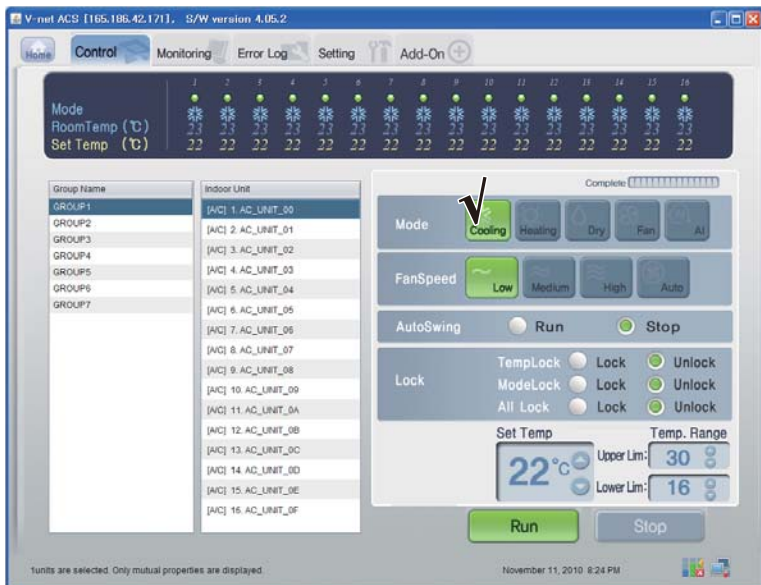 V-net ACS [165.186.42.171], S/W version 4.05.2
Home Control Monitoring Error Log Setting Add-On
1 2 3 4 5 6 7 8 9 10 11 12 13 14 15 16
Mode
RoomTemp (℃) 23 23 23 23 23 23 23 23 23 23 23 23 23 23 23 23
Set Temp (℃) 22 22 22 22 22 22 22 22 22 22 22 22 22 22 22 22
Group Name
GROUP1
GROUP2
GROUP3
GROUP4
GROUP5
GROUP6
GROUP7
Indoor Unit
[A/C] 1. AC_UNIT_00
[A/C] 2. AC_UNIT_01
[A/C] 3. AC_UNIT_02
[A/C] 4. AC_UNIT_03
[A/C] 5. AC_UNIT_04
[A/C] 6. AC_UNIT_05
[A/C] 7. AC_UNIT_06
[A/C] 8. AC_UNIT_07
[A/C] 9. AC_UNIT_08
[A/C] 10. AC_UNIT_09
[A/C] 11. AC_UNIT_0A
[A/C] 12. AC_UNIT_0B
[A/C] 13. AC_UNIT_0C
[A/C] 14. AC_UNIT_0D
[A/C] 15. AC_UNIT_0E
[A/C] 16. AC_UNIT_0F
Complete
Mode Cooling Heating Dry Fan AI
FanSpeed Low Medium High Auto
AutoSwing Run Stop
Lock
TempLock Lock Unlock
ModeLock Lock Unlock
All Lock Lock Unlock
Set Temp Temp. Range
22°C
Upper Lim: 30
Lower Lim: 16
Run Stop
1units are selected. Only mutual properties are displayed.
November 11, 2010 8:24 PM